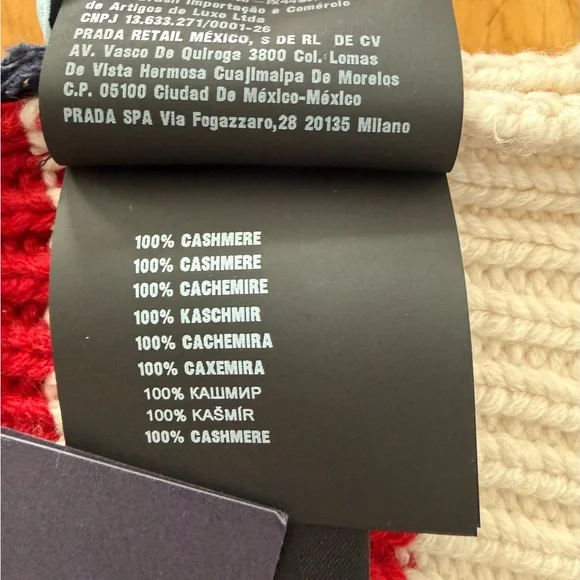 Importação e Comércio
de Artigos de Luxo Ltda
CNPJ 13.633.271/0001-26
PRADA RETAIL MÉXICO, S DE RL DE CV
AV. Vasco De Quiroga 3800 Col. Lomas
De Vista Hermosa Cuajimalpa De Morelos
C.P. 05100 Ciudad De México-México
PRADA SPA Via Fogazzaro,28 20135 Milano
100% CASHMERE
100% CASHMERE
100% CACHEMIRE
100% KASCHMIR
100% CACHEMIRA
100% CAXEMIRA
100% КАШМИР
100% KAŠMÍR
100% CASHMERE